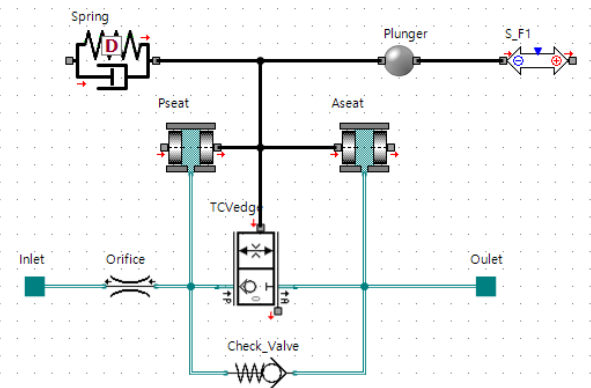 Spring
D
Plunger
S_F1
Pseat
Aseat
TCVedge
Inlet
Orifice
Oulet
P
A
Check_Valve